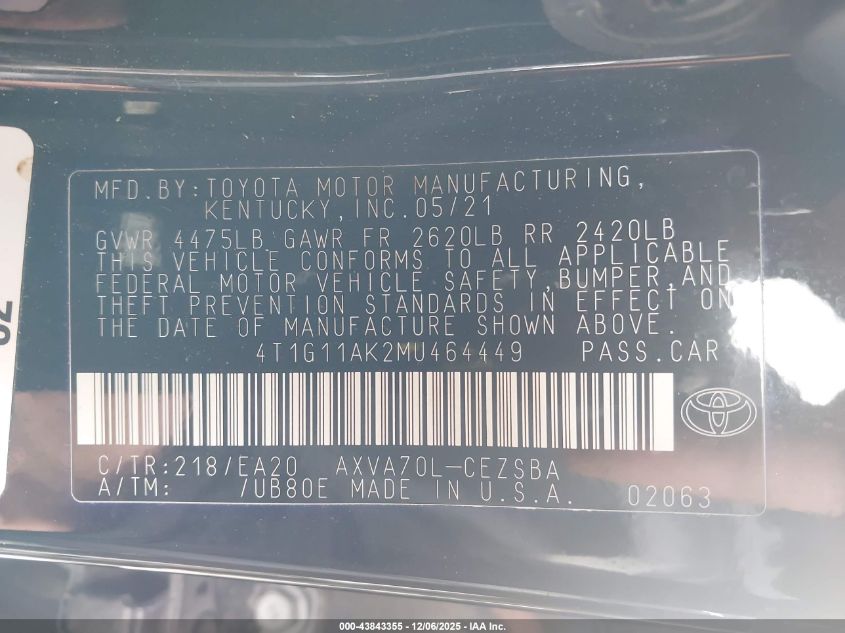 MFD.BY:TOYOTA MOTOR MANUFACTURING,
KENTUCKY,INC.05/21
GVWR 4475LB GAWR FR 2620LB RR 2420LB
THIS VEHICLE CONFORMS TO ALL APPLICABLE
FEDERAL MOTOR VEHICLE SAFETY,BUMPER,AND
THEFT PREVENTION STANDARDS IN EFFECT ON
THE DATE OF MANUFACTURE SHOWN ABOVE.
4T1G11AK2MU464449 PASS.CAR
C/TR:218/EA20 AXVA70L-CEZSBA
A/TM: /UB80E MADE IN U.S.A. 02063
000-43843355 - 12/06/2025 - IAA Inc.